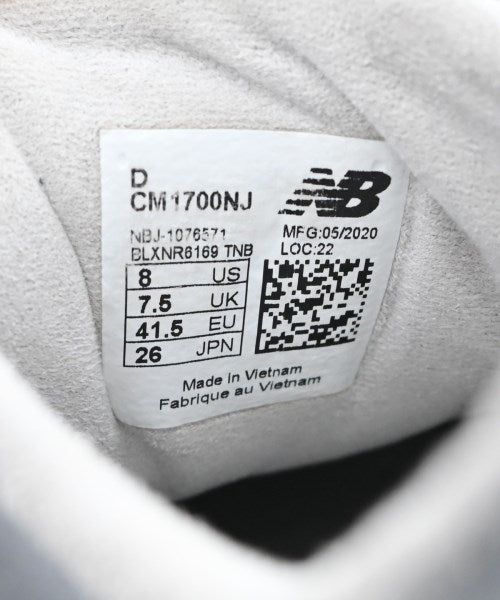 D
CM1700NJ
NB
NBJ-1076571
MFG:05/2020
BLXNR6169 TNB
LOC:22
8 US
7.5 UK
41.5 EU
26 JPN
Made in Vietnam
Fabrique au Vietnam